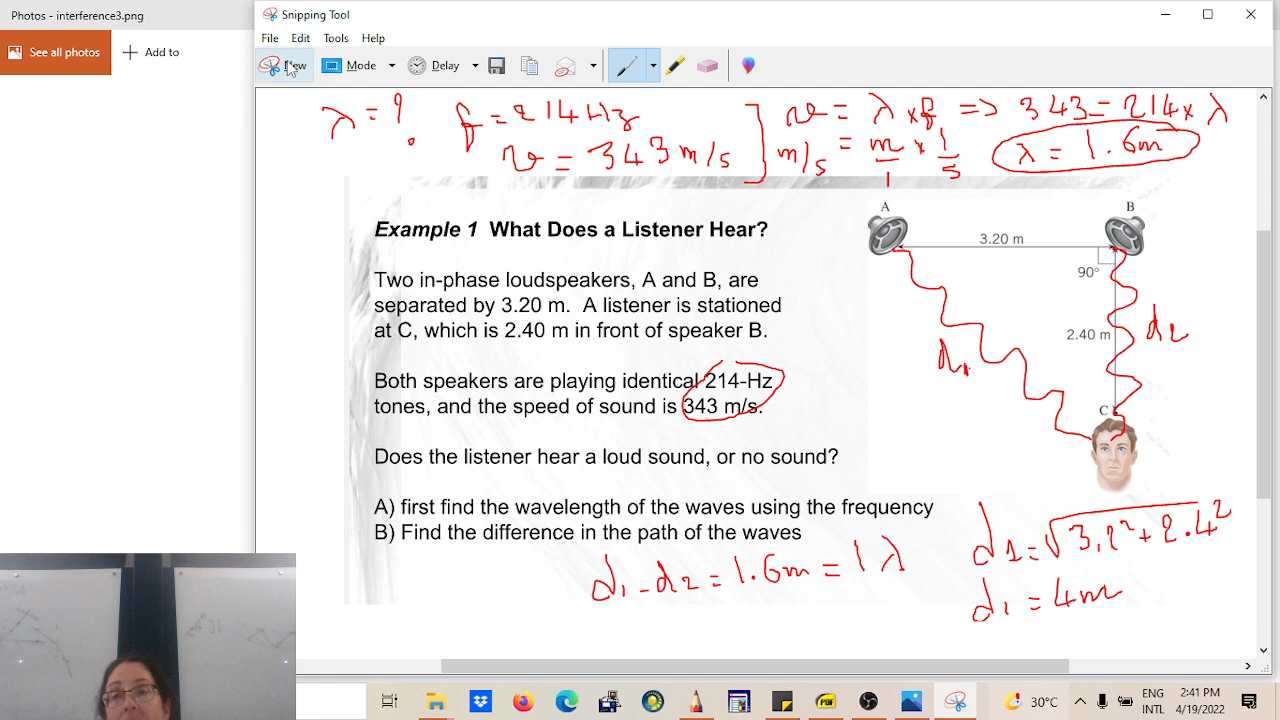 Photos - interference3.png
Snipping Tool
File Edit Tools Help
See all photos
Add to
New Mode Delay
λ = ? f = 214Hz v = λ × f => 343 = 214 × λ
v = 343 m/s m/s = m/1 × 1/s λ = 1.6m
Example 1 What Does a Listener Hear?
A B
3.20 m
90°
Two in-phase loudspeakers, A and B, are
separated by 3.20 m. A listener is stationed
at C, which is 2.40 m in front of speaker B.
2.40 m
d2
d1
Both speakers are playing identical 214-Hz
tones, and the speed of sound is 343 m/s.
C
Does the listener hear a loud sound, or no sound?
A) first find the wavelength of the waves using the frequency
B) Find the difference in the path of the waves
d1 = √3.2² + 2.4²
d1 - d2 = 1.6m = 1λ
d1 = 4m
30°C
ENG
INTL
2:41 PM
4/19/2022